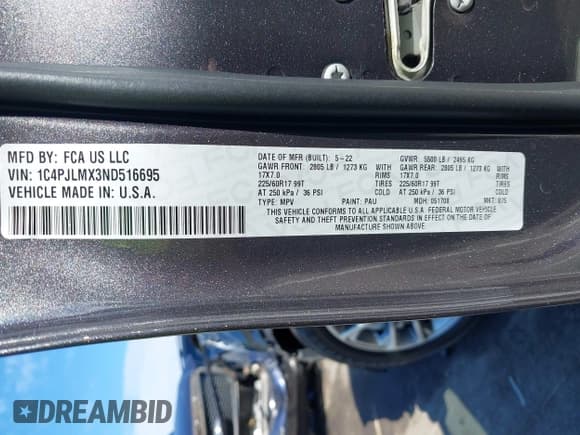 MFD BY: FCA US LLC
VIN: 1C4PJLMX3ND516695
VEHICLE MADE IN: U.S.A.
DATE OF MFR (BUILT): 5-22 GVWR: 5500 LB / 2495 KG
GAWR FRONT: 2805 LB / 1273 KG GAWR REAR: 2805 LB / 1273 KG
17X7.0 RIMS 17X7.0
225/60R17 99T TIRES 225/60R17 99T
AT 250 kPa / 36 PSI COLD AT 250 kPa / 36 PSI
WITH RIMS TIRES COLD
TYPE: MPV PAINT: PAU MDH: 051708 MKT: B75
THIS VEHICLE CONFORMS TO ALL APPLICABLE U.S.A. FEDERAL MOTOR VEHICLE
SAFETY AND THEFT PREVENTION STANDARDS IN EFFECT ON THE DATE OF
MANUFACTURE SHOWN ABOVE.
DREAMBID